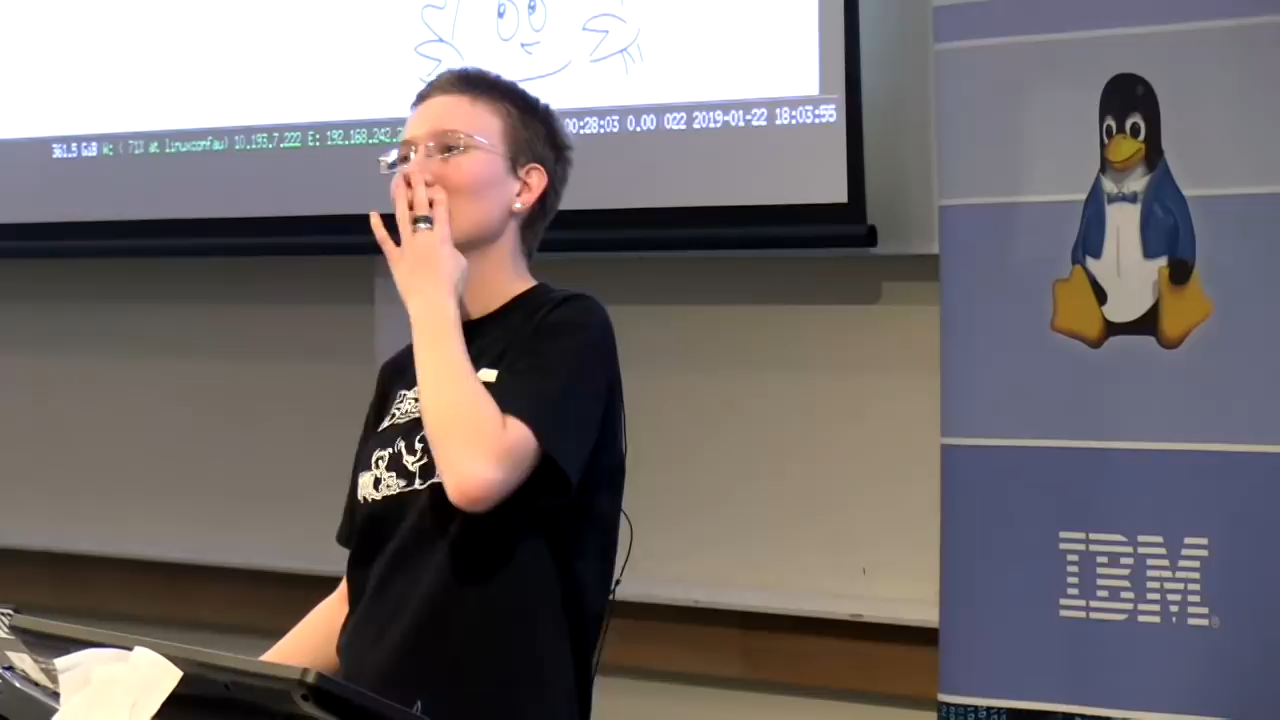 361.5 GiB W: ( 71% at linuxconfau) 10.193.7.222 E: 192.168.242.2
00:28:03 0.00 022 2019-01-22 18:03:55
IBM